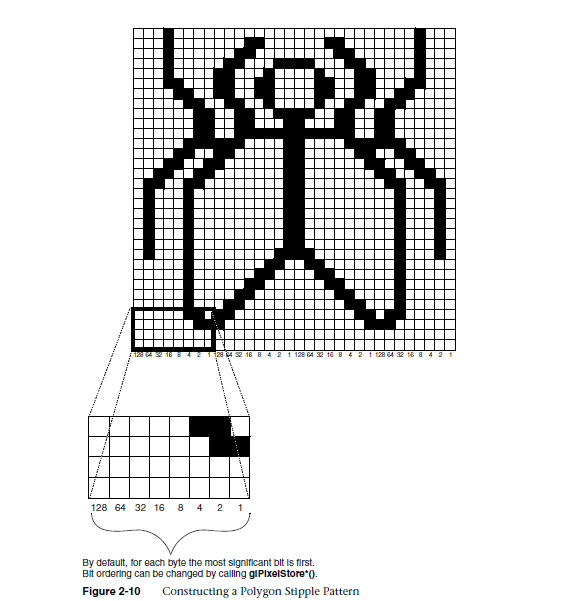 128 64 32 16 8 4 2 1 128 64 32 16 8 4 2 1 128 64 32 16 8 4 2 1 128 64 32 16 8 4 2 1
128 64 32 16 8 4 2 1
By default, for each byte the most significant bit is first.
Bit ordering can be changed by calling glPixelStore*().
Figure 2-10 Constructing a Polygon Stipple Pattern